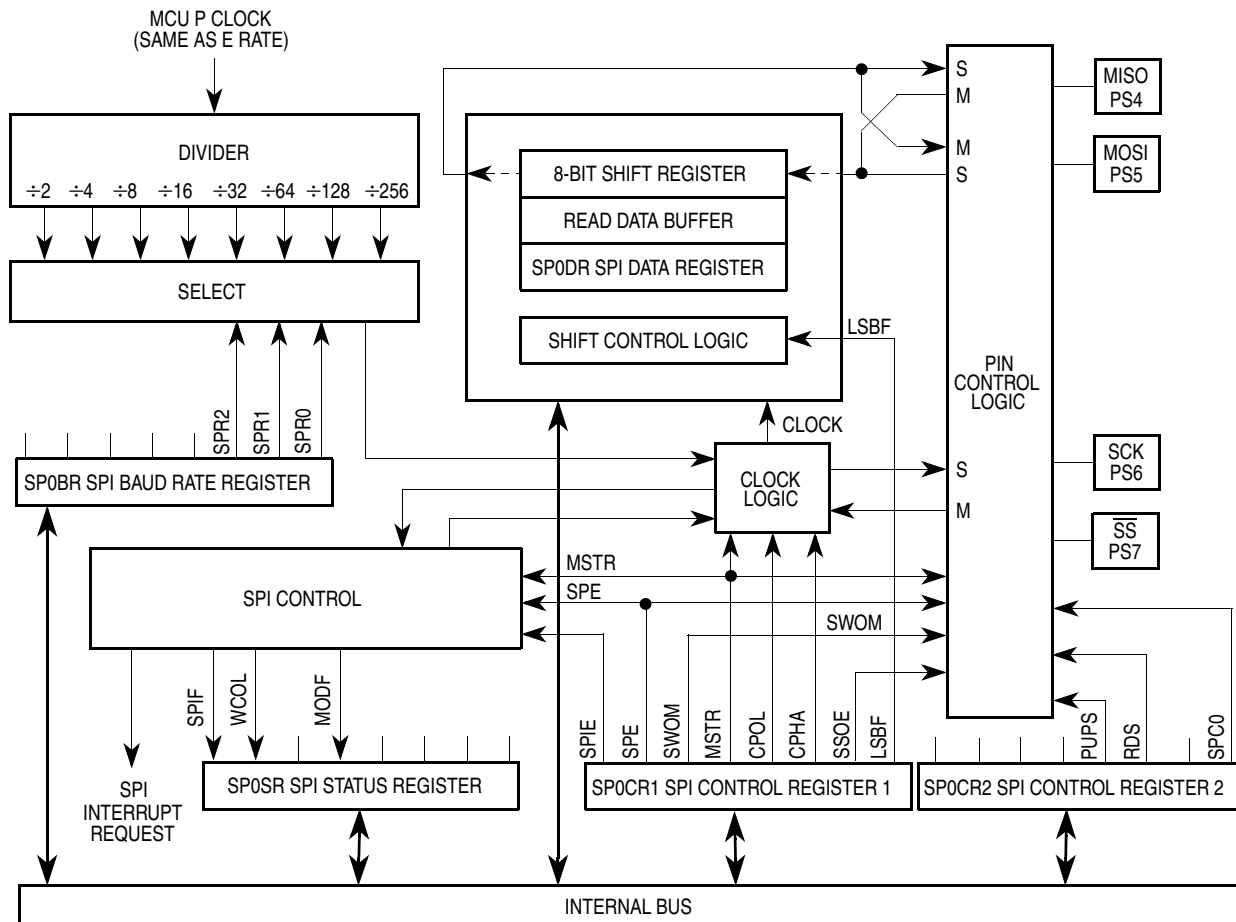 MCU P CLOCK
(SAME AS E RATE)
DIVIDER
÷2 ÷4 ÷8 ÷16 ÷32 ÷64 ÷128 ÷256
SELECT
SPR2
SPR1
SPR0
SP0BR SPI BAUD RATE REGISTER
8-BIT SHIFT REGISTER
READ DATA BUFFER
SP0DR SPI DATA REGISTER
SHIFT CONTROL LOGIC
LSBF
CLOCK
CLOCK
LOGIC
S
M
M
S
PIN
CONTROL
LOGIC
S
M
MISO
PS4
MOSI
PS5
SCK
PS6
SS
PS7
SPI CONTROL
MSTR
SPE
SWOM
SPIF
WCOL
MODF
SPI
INTERRUPT
REQUEST
SP0SR SPI STATUS REGISTER
SPIE
SPE
SWOM
MSTR
CPOL
CPHA
SSOE
LSBF
SP0CR1 SPI CONTROL REGISTER 1
PUPS
RDS
SPC0
SP0CR2 SPI CONTROL REGISTER 2
INTERNAL BUS